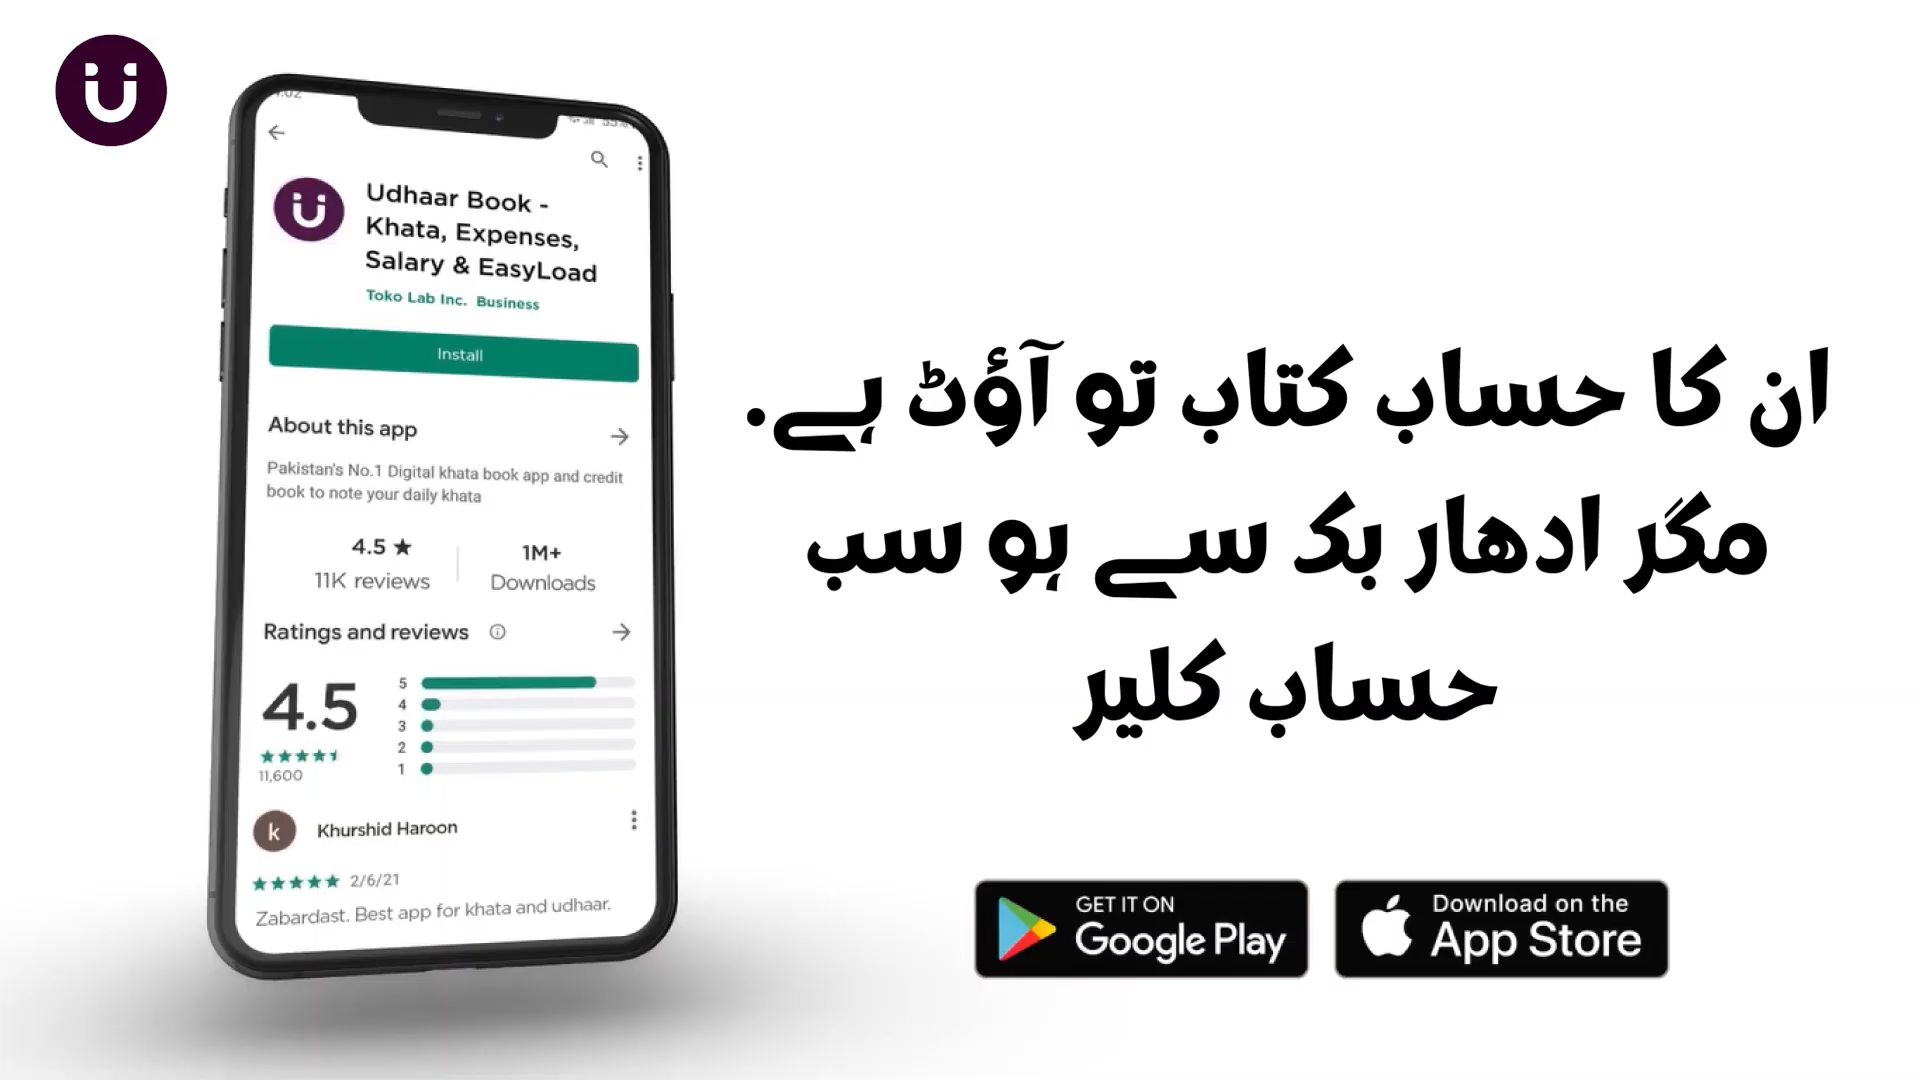 Udhaar Book -
Khata, Expenses,
Salary & EasyLoad
Toko Lab Inc. Business
Install
About this app
Pakistan's No.1 Digital khata book app and credit
book to note your daily khata
4.5 ★ 1M+
11K reviews Downloads
Ratings and reviews
4.5
5
4
3
2
1
11,600
k Khurshid Haroon
2/6/21
Zabardast. Best app for khata and udhaar.
ان کا حساب کتاب تو آؤٹ ہے.
مگر ادھار بک سے ہو سب
حساب کلیر
GET IT ON
Google Play
Download on the
App Store